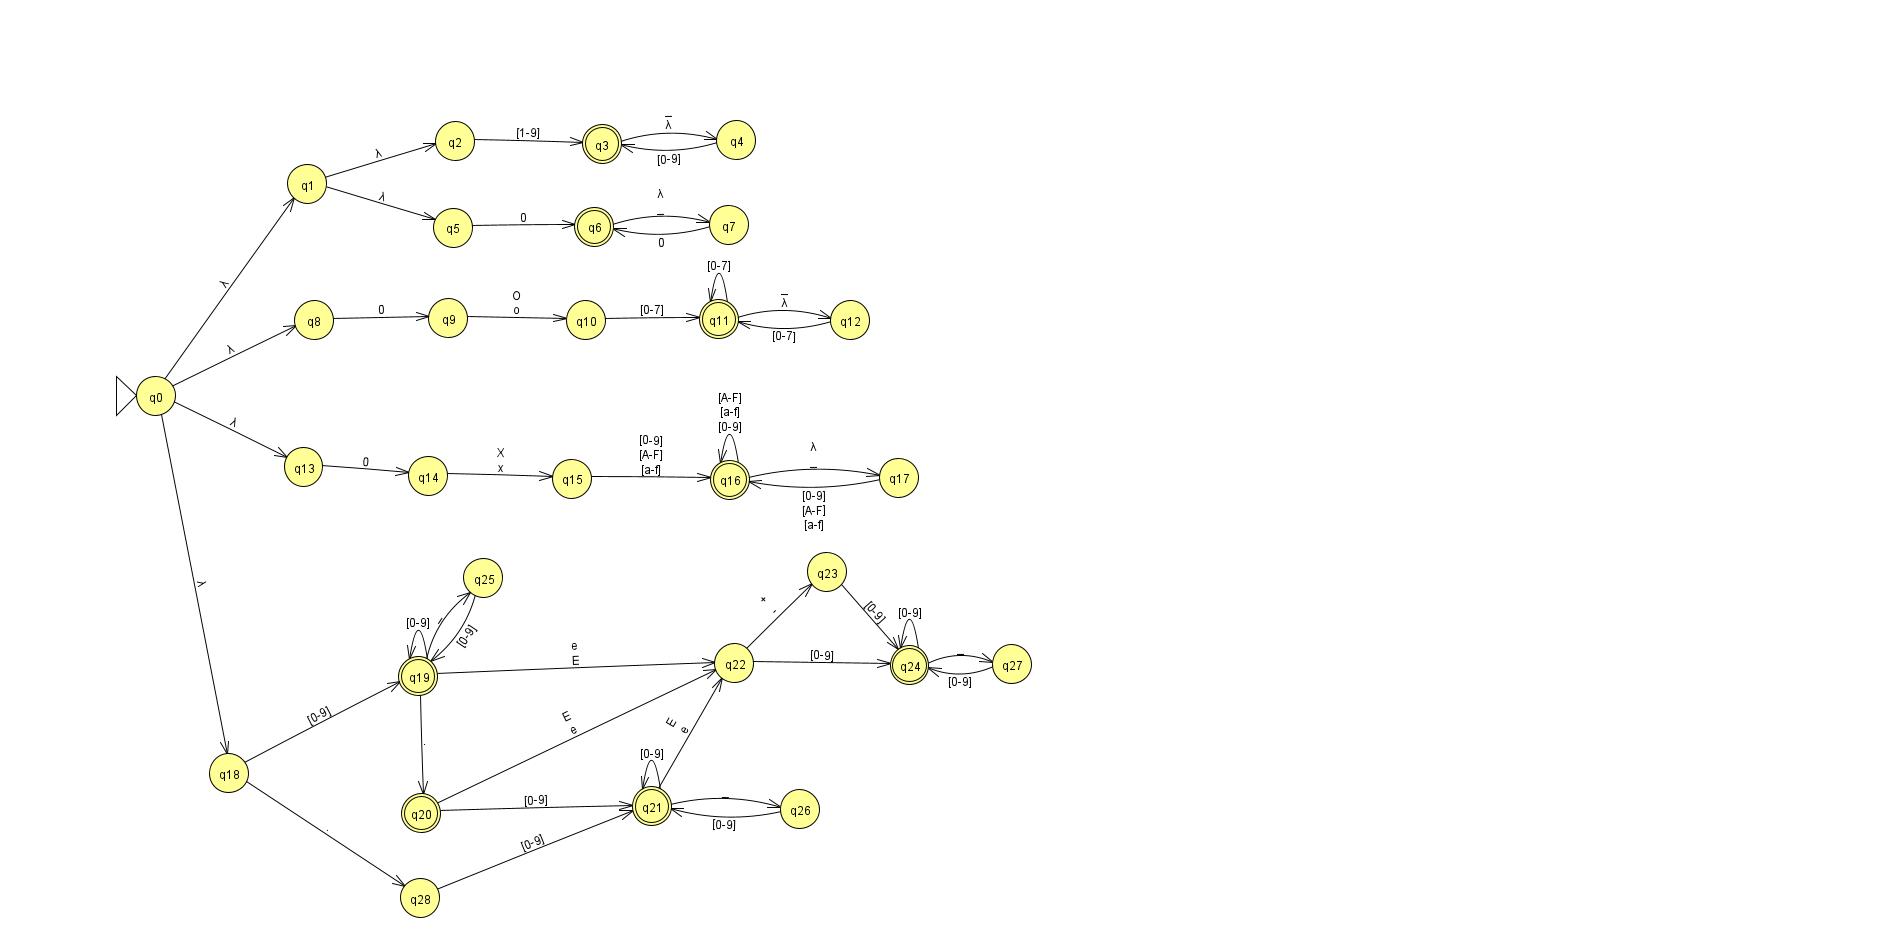 _
λ
[1-9]
q2
q3
q4
λ
[0-9]
q1
λ
λ
_
0
q5
q6
q7
0
[0-7]
λ
O
o
_
λ
0
[0-7]
q8
q9
q10
q11
q12
[0-7]
λ
q0
[A-F]
[a-f]
[0-9]
λ
[0-9]
[A-F]
[a-f]
X
x
λ
_
0
q13
q14
q15
q16
q17
[0-9]
[A-F]
[a-f]
λ
q25
q23
+
-
[0-9]
[0-9]
[0-9]
_
[0-9]
e
E
[0-9]
_
q19
q22
q24
q27
[0-9]
[0-9]
E
e
E
e
.
[0-9]
q18
[0-9]
_
q20
q21
q26
[0-9]
.
[0-9]
q28